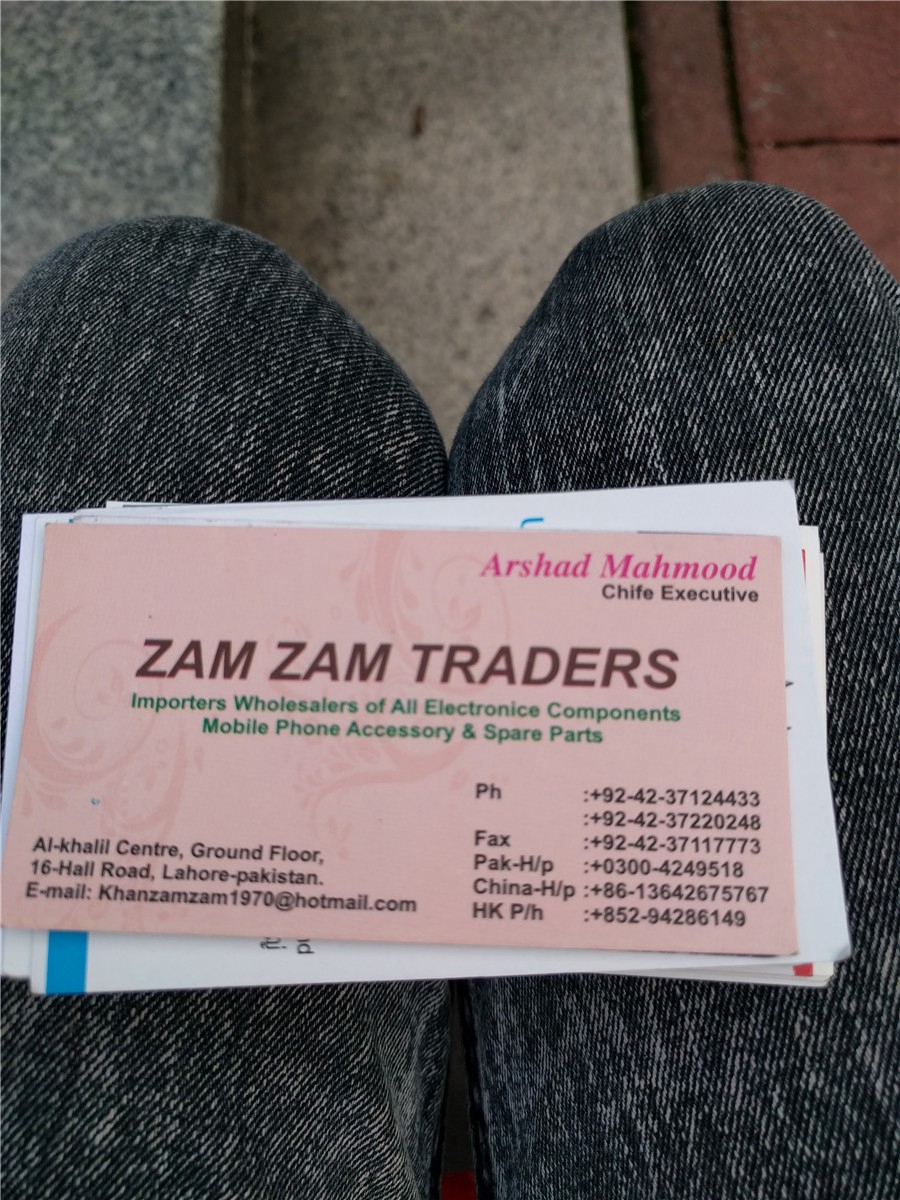 Arshad Mahmood
Chife Executive
ZAM ZAM TRADERS
Importers Wholesalers of All Electronice Components
Mobile Phone Accessory & Spare Parts
Ph :+92-42-37124433
:+92-42-37220248
Fax :+92-42-37117773
Pak-H/p :+0300-4249518
China-H/p :+86-13642675767
HK P/h :+852-94286149
Al-khalil Centre, Ground Floor,
16-Hall Road, Lahore-pakistan.
E-mail: Khanzamzam1970@hotmail.com